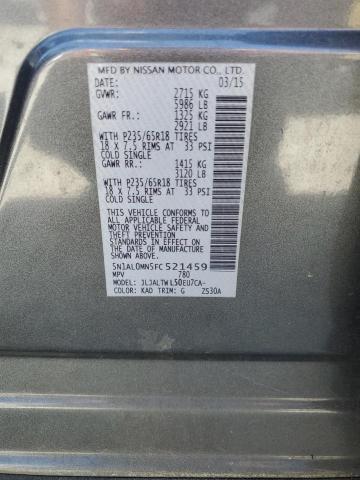 MFD BY NISSAN MOTOR CO., LTD.
DATE: 03/15
GVWR: 2715 KG
5986 LB
GAWR FR: 1325 KG
2921 LB
WITH P235/65R18 TIRES
18 X 7.5 RIMS AT 33 PSI
COLD SINGLE
GAWR RR: 1415 KG
3120 LB
WITH P235/65R18 TIRES
18 X 7.5 RIMS AT 33 PSI
COLD SINGLE
THIS VEHICLE CONFORMS TO
ALL APPLICABLE FEDERAL
MOTOR VEHICLE SAFETY
STANDARDS IN EFFECT ON
THE DATE OF MANUFACTURE
SHOWN ABOVE.
5N1AL0MN5FC521459
MPV 780
MODEL: JLJALTWL50EU7CA-
COLOR: KAD TRIM: G ZS30A